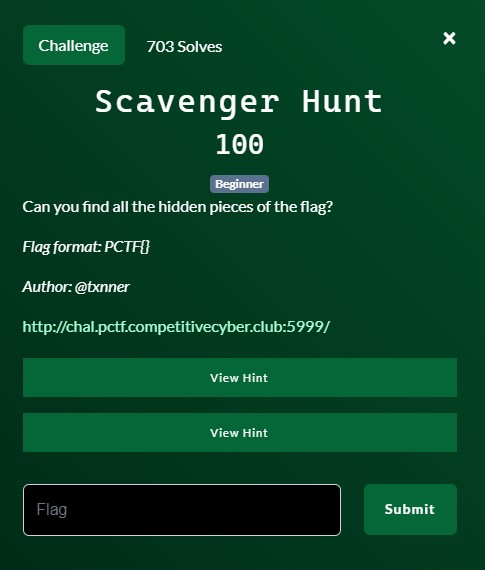 Challenge 703 Solves ×
Scavenger Hunt
100
Beginner
Can you find all the hidden pieces of the flag?
Flag format: PCTF{}
Author: @txnner
http://chal.pctf.competitivecyber.club:5999/
View Hint
View Hint
Flag Submit